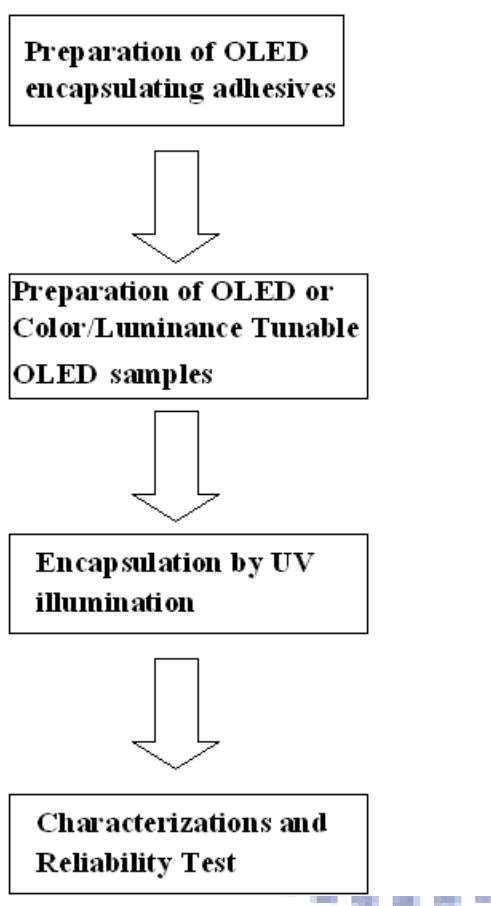 Preparation of OLED
encapsulating adhesives
Preparation of OLED or
Color/Luminance Tunable
OLED samples
Encapsulation by UV
illumination
Characterizations and
Reliability Test